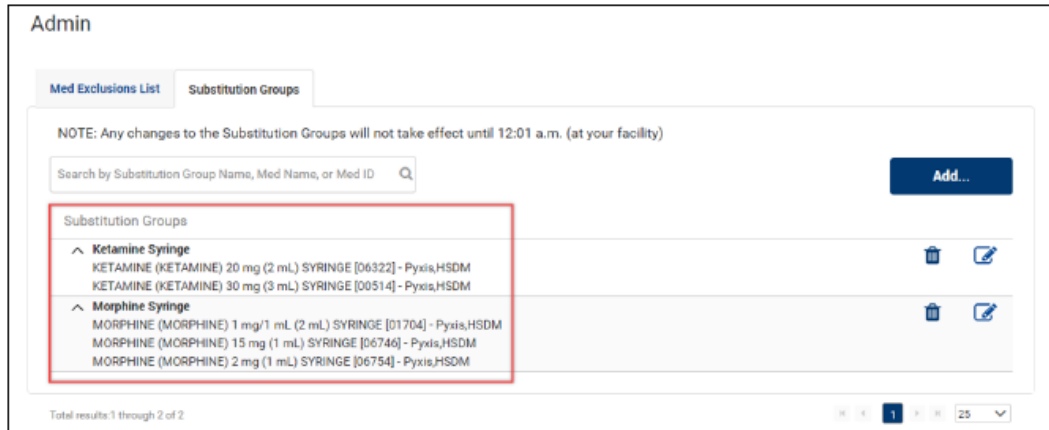 Admin
Med Exclusions List
Substitution Groups
NOTE: Any changes to the Substitution Groups will not take effect until 12:01 a.m. (at your facility)
Search by Substitution Group Name, Med Name, or Med ID
Add...
Substitution Groups
Ketamine Syringe
KETAMINE (KETAMINE) 20 mg (2 mL) SYRINGE [06322] - Pyxis,HSDM
KETAMINE (KETAMINE) 30 mg (3 mL) SYRINGE [00514] - Pyxis,HSDM
Morphine Syringe
MORPHINE (MORPHINE) 1 mg/1 mL (2 mL) SYRINGE [01704] - Pyxis,HSDM
MORPHINE (MORPHINE) 15 mg (1 mL) SYRINGE [06746] - Pyxis,HSDM
MORPHINE (MORPHINE) 2 mg (1 mL) SYRINGE [06754] - Pyxis,HSDM
Total results:1 through 2 of 2
1
25